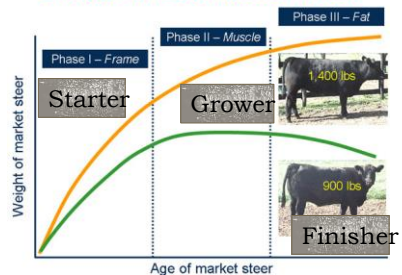 Phase III – Fat
Phase II – Muscle
Phase I – Frame
Starter
Grower
1,400 lbs
900 lbs
Finisher
Weight of market steer
Age of market steer